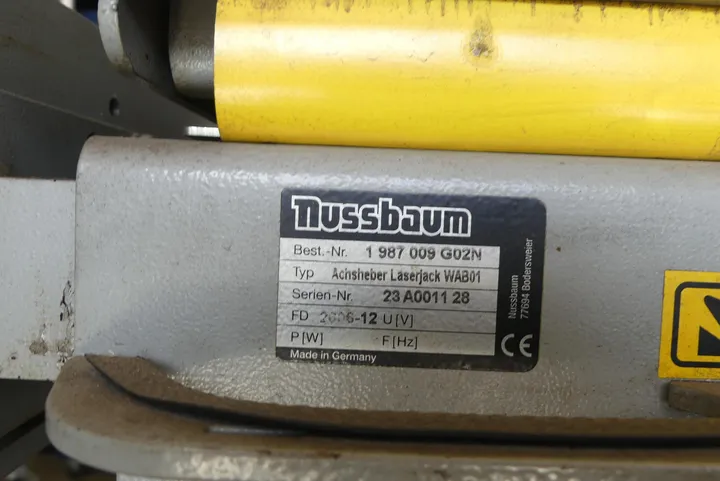 nussbaum
Best.-Nr. 1 987 009 G02N
Typ Achsheber Laserjack WAB01
Serien-Nr. 23 A0011 28
FD 2006-12 U [V]
P [W] F [Hz]
Made in Germany
CE
Nussbaum
77694 Bodersweier